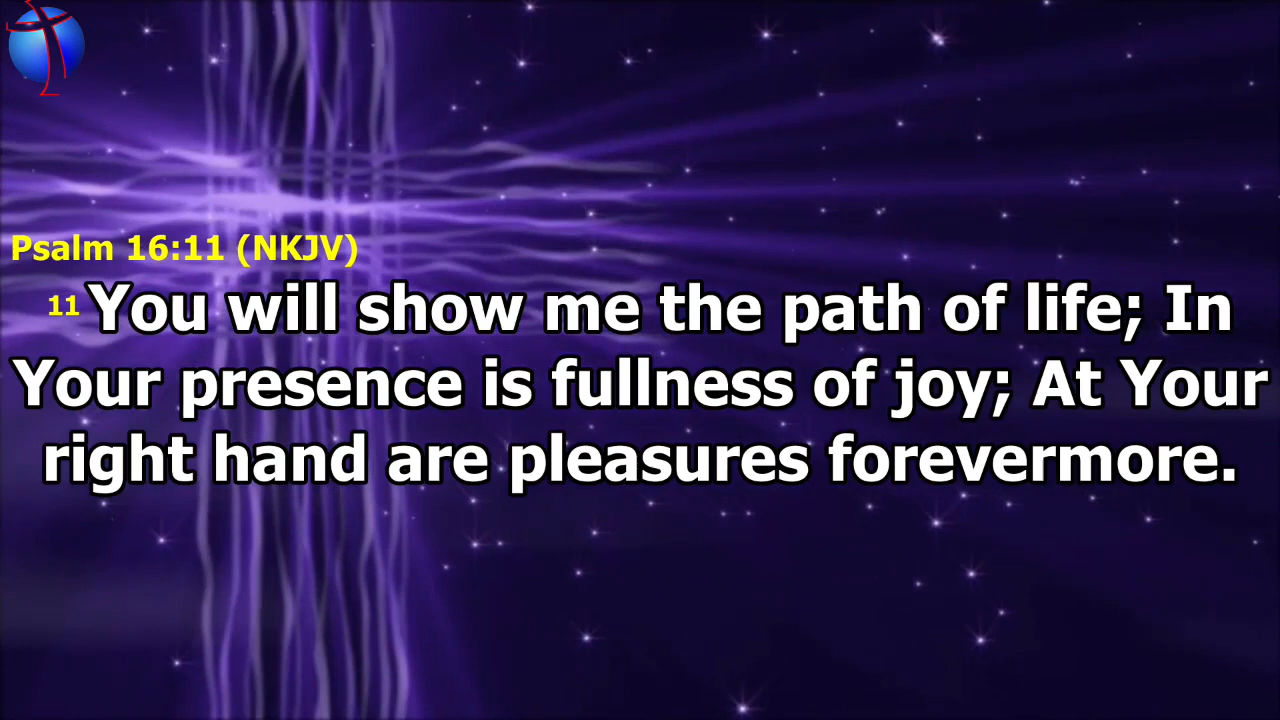 Psalm 16:11 (NKJV)
11 You will show me the path of life; In
Your presence is fullness of joy; At Your
right hand are pleasures forevermore.